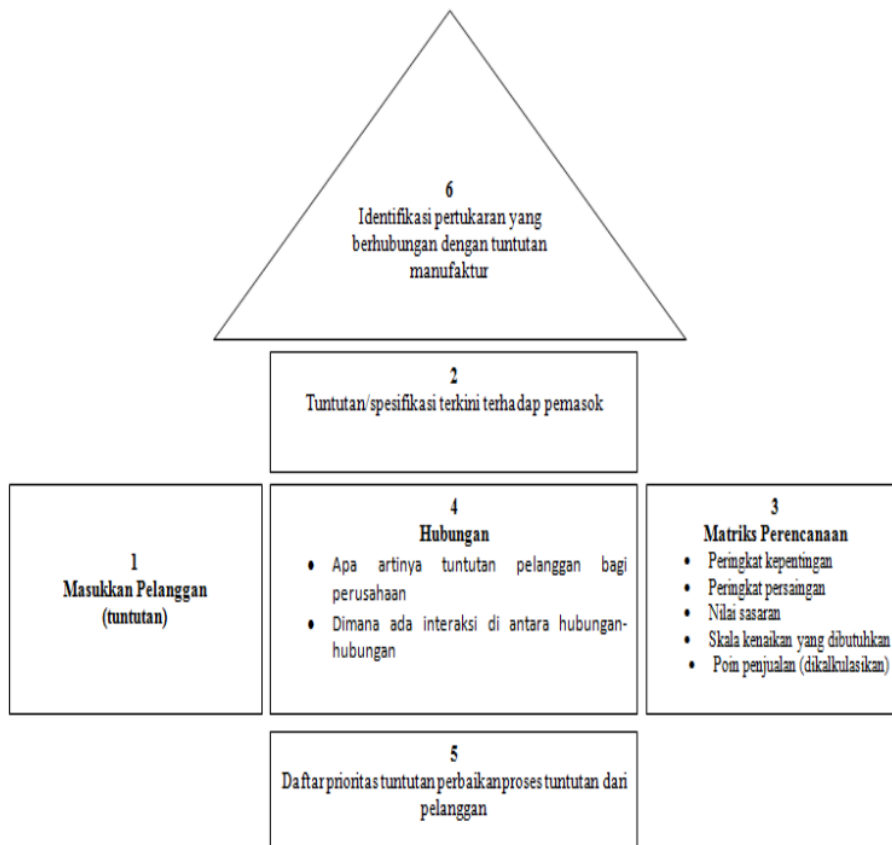 6
Identifikasi pertukaran yang
berhubungan dengan tuntutan
manufaktur
2
Tuntutan/spesifikasi terkini terhadap pemasok
1
Masukkan Pelanggan
(tuntutan)
4
Hubungan
• Apa artinya tuntutan pelanggan bagi
perusahaan
• Dimana ada interaksi di antara hubungan-
hubungan
3
Matriks Perencanaan
• Peringkat kepentingan
• Peringkat persaingan
• Nilai sasaran
• Skala kenaikan yang dibutuhkan
• Poin penjualan (dikalkulasikan)
5
Daftar prioritas tuntutan perbaikan proses tuntutan dari
pelanggan